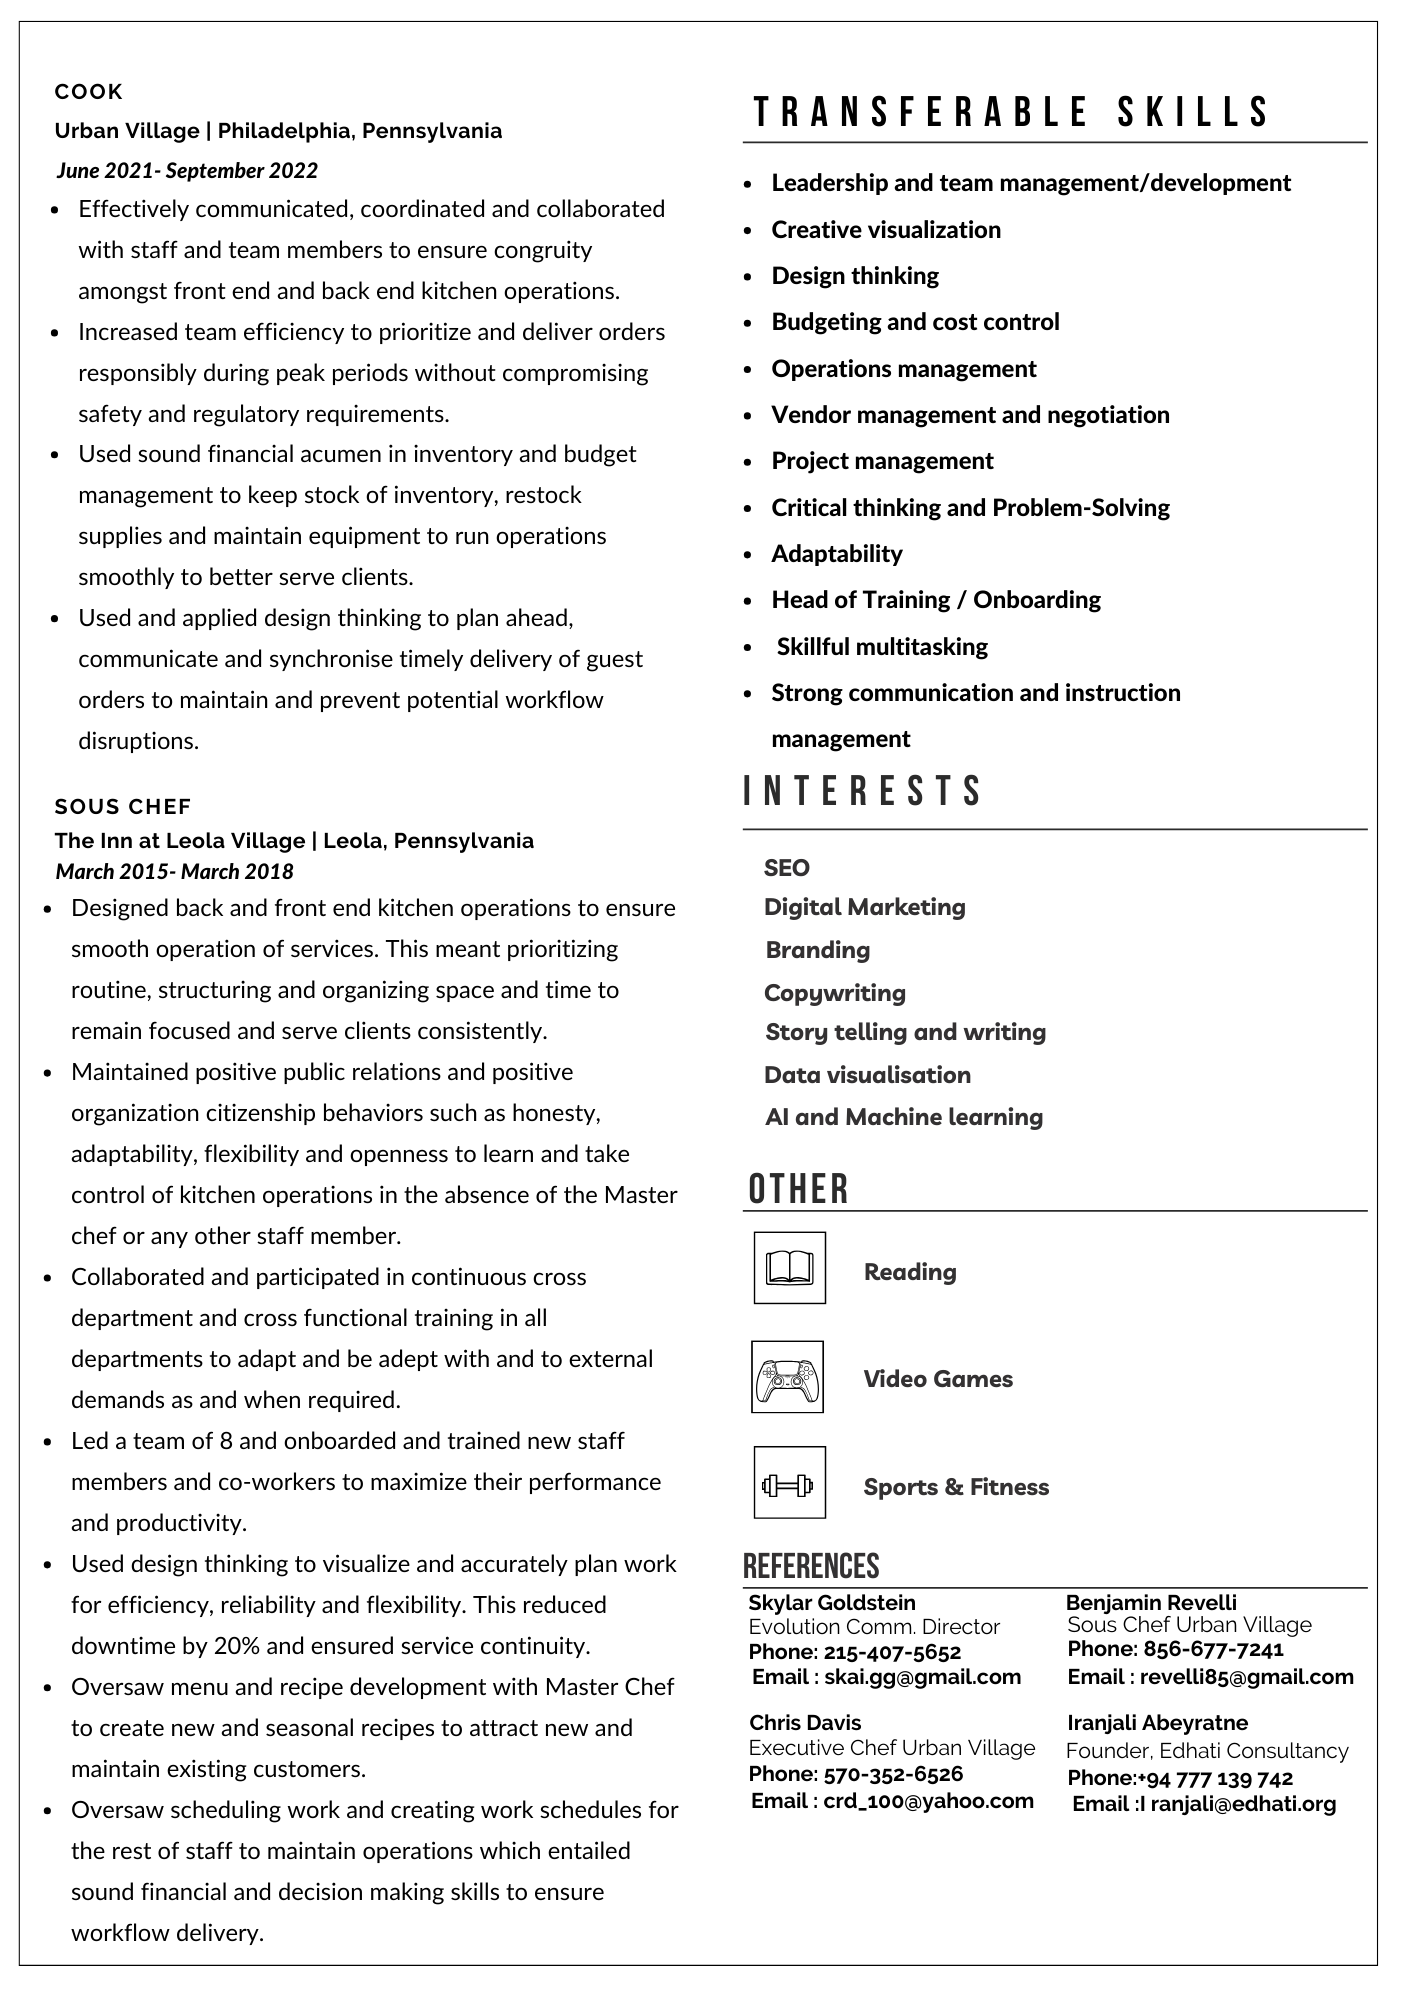 COOK
Urban Village | Philadelphia, Pennsylvania
June 2021- September 2022
• Effectively communicated, coordinated and collaborated
with staff and team members to ensure congruity
amongst front end and back end kitchen operations.
• Increased team efficiency to prioritize and deliver orders
responsibly during peak periods without compromising
safety and regulatory requirements.
• Used sound financial acumen in inventory and budget
management to keep stock of inventory, restock
supplies and maintain equipment to run operations
smoothly to better serve clients.
• Used and applied design thinking to plan ahead,
communicate and synchronise timely delivery of guest
orders to maintain and prevent potential workflow
disruptions.
SOUS CHEF
The Inn at Leola Village | Leola, Pennsylvania
March 2015- March 2018
• Designed back and front end kitchen operations to ensure
smooth operation of services. This meant prioritizing
routine, structuring and organizing space and time to
remain focused and serve clients consistently.
• Maintained positive public relations and positive
organization citizenship behaviors such as honesty,
adaptability, flexibility and openness to learn and take
control of kitchen operations in the absence of the Master
chef or any other staff member.
• Collaborated and participated in continuous cross
department and cross functional training in all
departments to adapt and be adept with and to external
demands as and when required.
• Led a team of 8 and onboarded and trained new staff
members and co-workers to maximize their performance
and productivity.
• Used design thinking to visualize and accurately plan work
for efficiency, reliability and flexibility. This reduced
downtime by 20% and ensured service continuity.
• Oversaw menu and recipe development with Master Chef
to create new and seasonal recipes to attract new and
maintain existing customers.
• Oversaw scheduling work and creating work schedules for
the rest of staff to maintain operations which entailed
sound financial and decision making skills to ensure
workflow delivery.
TRANSFERABLE SKILLS
• Leadership and team management/development
• Creative visualization
• Design thinking
• Budgeting and cost control
• Operations management
• Vendor management and negotiation
• Project management
• Critical thinking and Problem-Solving
• Adaptability
• Head of Training / Onboarding
• Skillful multitasking
• Strong communication and instruction
management
INTERESTS
SEO
Digital Marketing
Branding
Copywriting
Story telling and writing
Data visualisation
AI and Machine learning
OTHER
Reading
Video Games
Sports & Fitness
REFERENCES
Skylar Goldstein
Evolution Comm. Director
Phone: 215-407-5652
Email : skai.gg@gmail.com
Benjamin Revelli
Sous Chef Urban Village
Phone: 856-677-7241
Email : revelli85@gmail.com
Chris Davis
Executive Chef Urban Village
Phone: 570-352-6526
Email : crd_100@yahoo.com
Iranjali Abeyratne
Founder, Edhati Consultancy
Phone:+94 777 139 742
Email :I ranjali@edhati.org